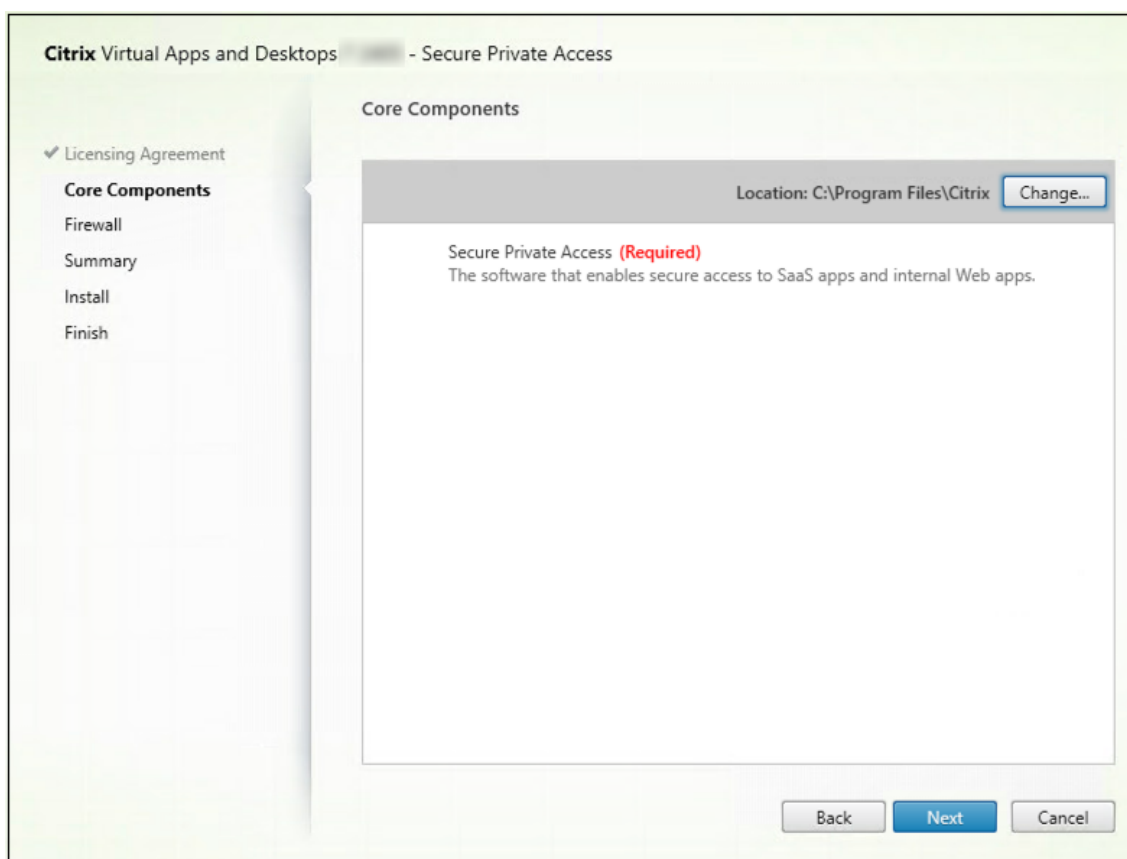 Citrix Virtual Apps and Desktops - Secure Private Access
Core Components
Licensing Agreement
Core Components
Firewall
Summary
Install
Finish
Location: C:\Program Files\Citrix Change...
Secure Private Access (Required)
The software that enables secure access to SaaS apps and internal Web apps.
Back Next Cancel